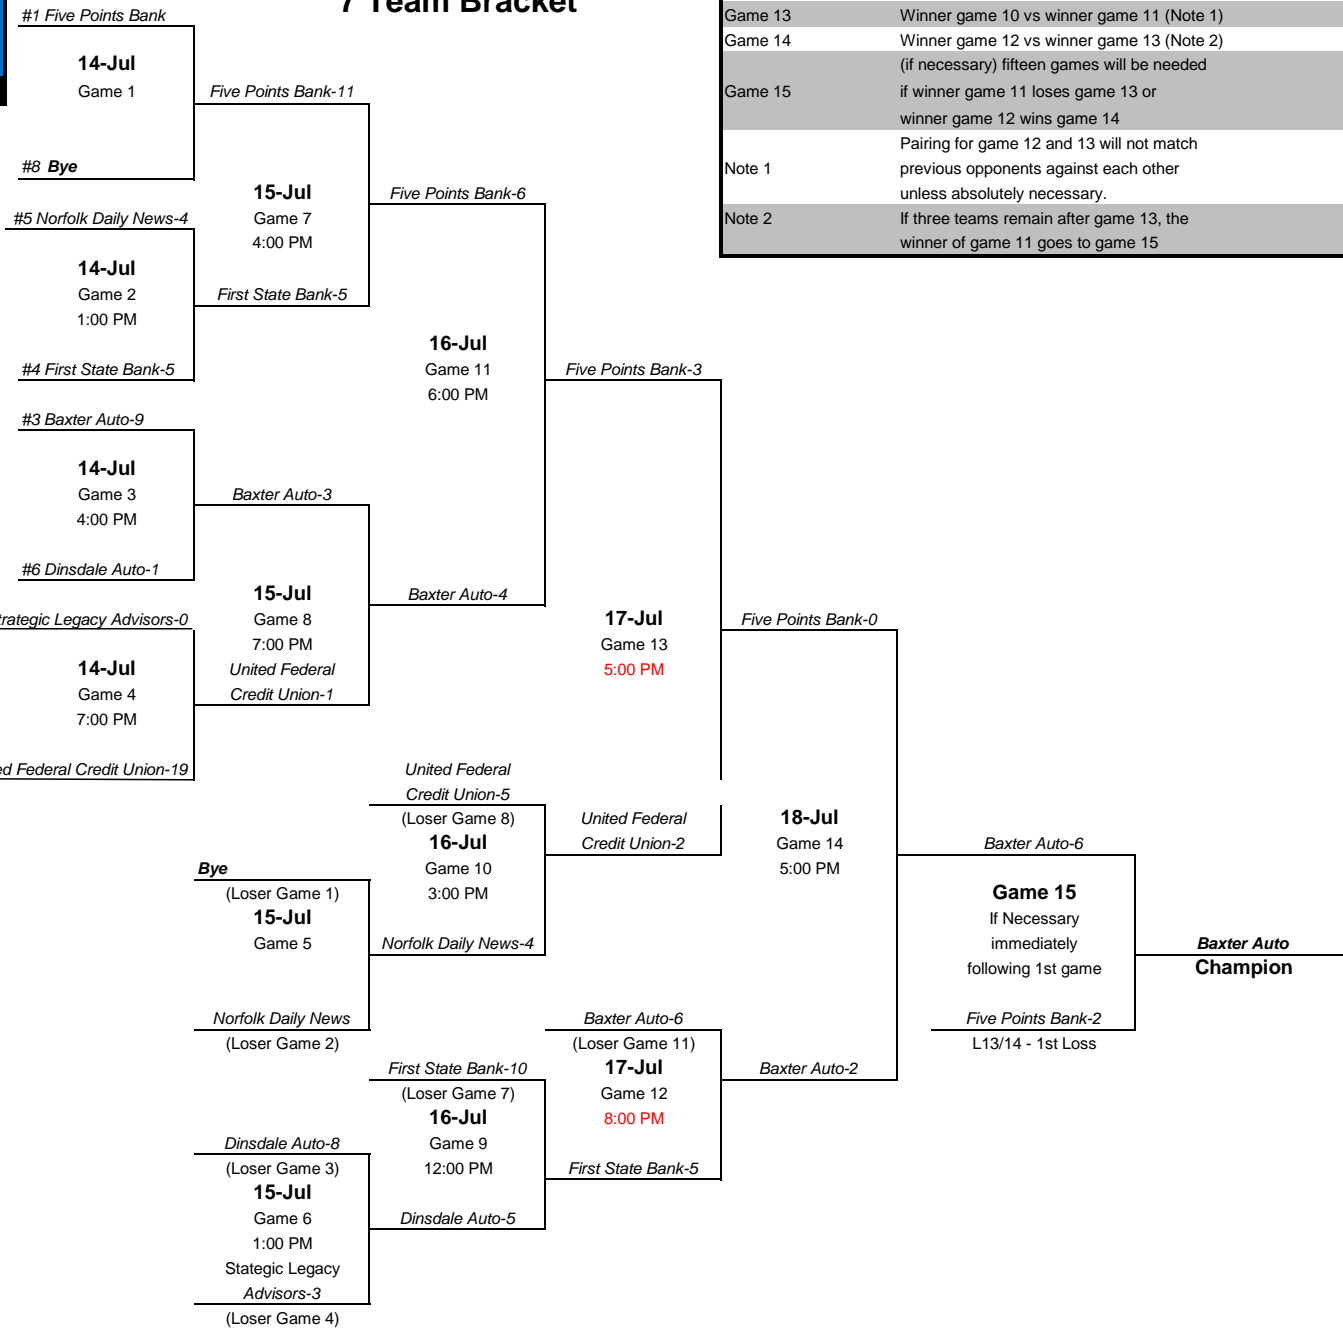 7 Team Bracket
#1 Five Points Bank
14-Jul
Game 1
#8 Bye
#5 Norfolk Daily News-4
14-Jul
Game 2
1:00 PM
#4 First State Bank-5
#3 Baxter Auto-9
14-Jul
Game 3
4:00 PM
#6 Dinsdale Auto-1
Legacy Advisors-0
14-Jul
Game 4
7:00 PM
Federal Credit Union-19
Five Points Bank-11
15-Jul
Game 7
4:00 PM
First State Bank-5
Baxter Auto-3
15-Jul
Game 8
7:00 PM
United Federal
Credit Union-1
Five Points Bank-6
16-Jul
Game 11
6:00 PM
Baxter Auto-4
Five Points Bank-3
17-Jul
Game 13
5:00 PM
United Federal
Credit Union-2
United Federal
Credit Union-5
(Loser Game 8)
16-Jul
Game 10
3:00 PM
Norfolk Daily News-4
Bye
(Loser Game 1)
15-Jul
Game 5
Norfolk Daily News
(Loser Game 2)
First State Bank-10
(Loser Game 7)
16-Jul
Game 9
12:00 PM
Dinsdale Auto-5
Dinsdale Auto-8
(Loser Game 3)
15-Jul
Game 6
1:00 PM
Stategic Legacy
Advisors-3
(Loser Game 4)
Baxter Auto-6
(Loser Game 11)
17-Jul
Game 12
8:00 PM
First State Bank-5
Five Points Bank-0
18-Jul
Game 14
5:00 PM
Baxter Auto-2
Baxter Auto-6
Game 15
If Necessary
immediately
following 1st game
Five Points Bank-2
L13/14 - 1st Loss
Baxter Auto
Champion
Game 13 Winner game 10 vs winner game 11 (Note 1)
Game 14 Winner game 12 vs winner game 13 (Note 2)
(if necessary) fifteen games will be needed
Game 15 if winner game 11 loses game 13 or
winner game 12 wins game 14
Pairing for game 12 and 13 will not match
Note 1 previous opponents against each other
unless absolutely necessary.
Note 2 If three teams remain after game 13, the
winner of game 11 goes to game 15